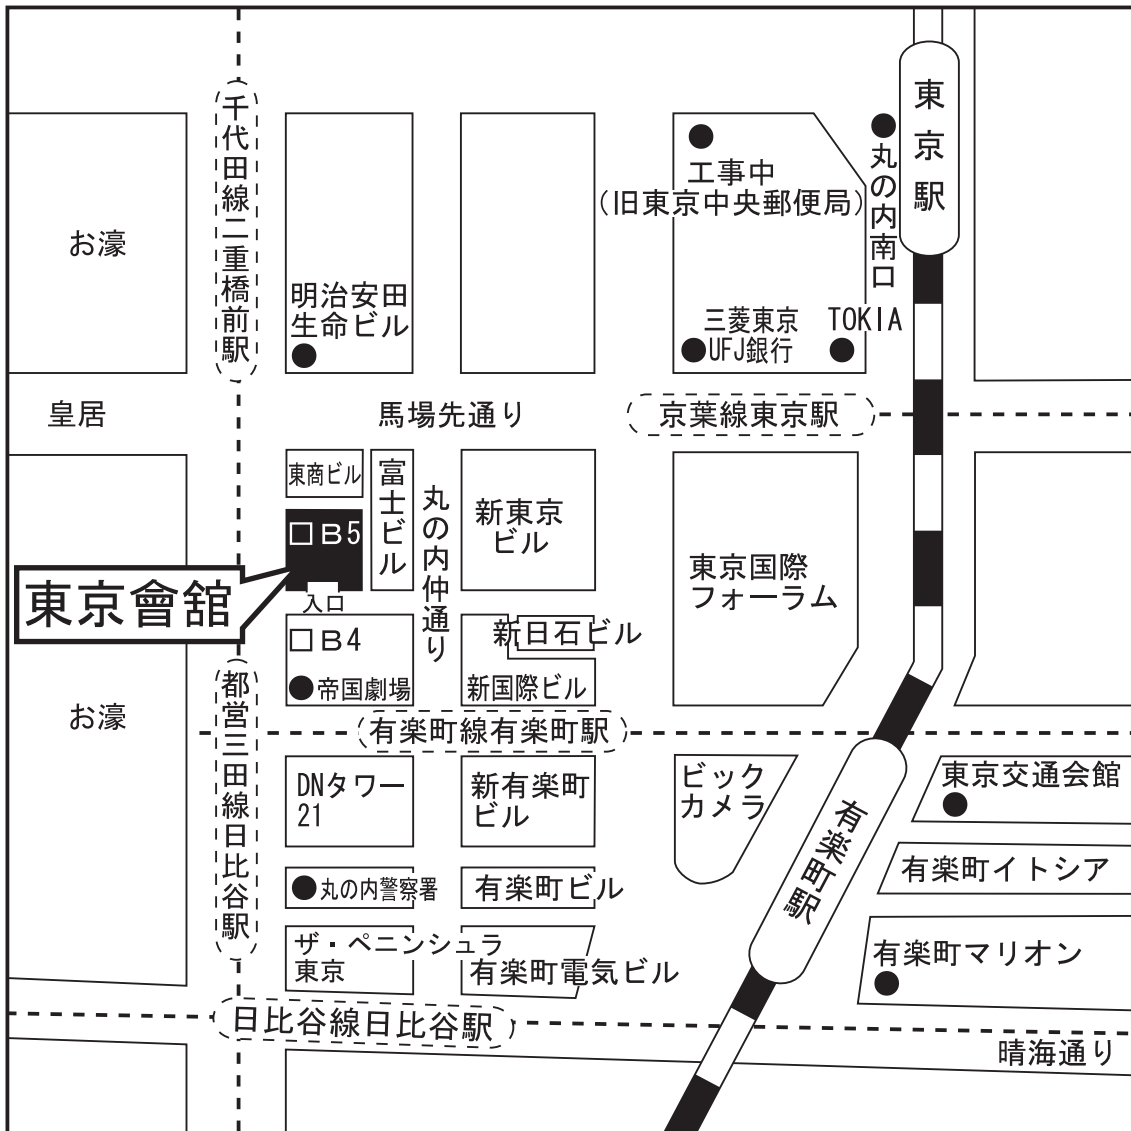 東京駅
丸の内南口
工事中
(旧東京中央郵便局)
三菱東京
UFJ銀行
TOKIA
千代田線二重橋前駅
お濠
明治安田
生命ビル
皇居
馬場先通り
京葉線東京駅
東商ビル
富士ビル
丸の内仲通り
新東京
ビル
□B5
東京會舘
入口
東京国際
フォーラム
□B4
帝国劇場
新日石ビル
新国際ビル
お濠
都営三田線日比谷駅
有楽町線有楽町駅
DNタワー
21
新有楽町
ビル
ビック
カメラ
有楽町駅
東京交通会館
有楽町イトシア
丸の内警察署
有楽町ビル
ザ・ペニンシュラ
東京
有楽町電気ビル
有楽町マリオン
日比谷線日比谷駅
晴海通り